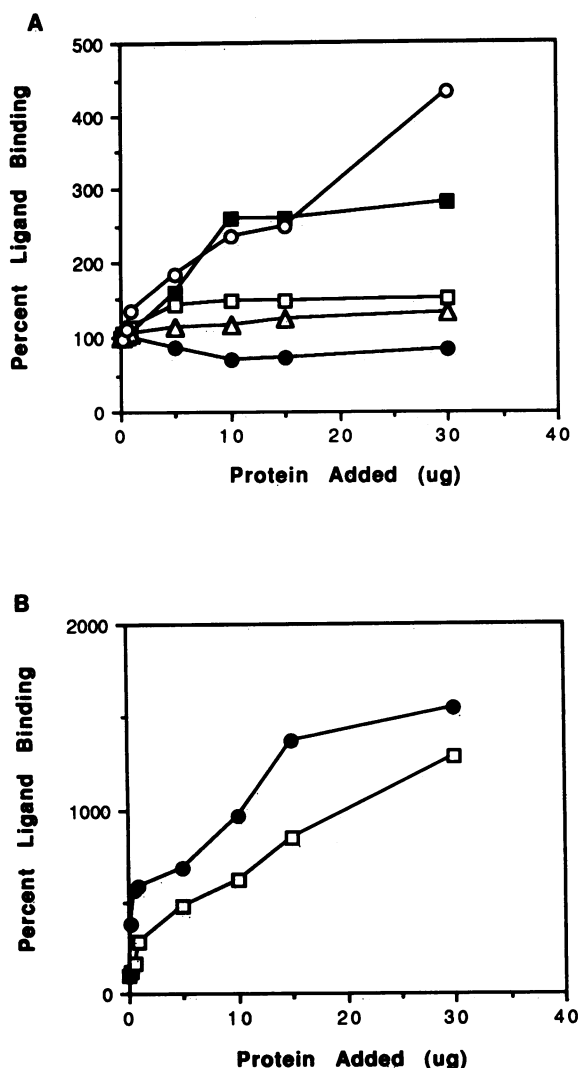 A
500
400
300
200
100
0
0 10 20 30 40
Percent Ligand Binding
Protein Added (ug)
B
2000
1000
0
0 10 20 30 40
Percent Ligand Binding
Protein Added (ug)